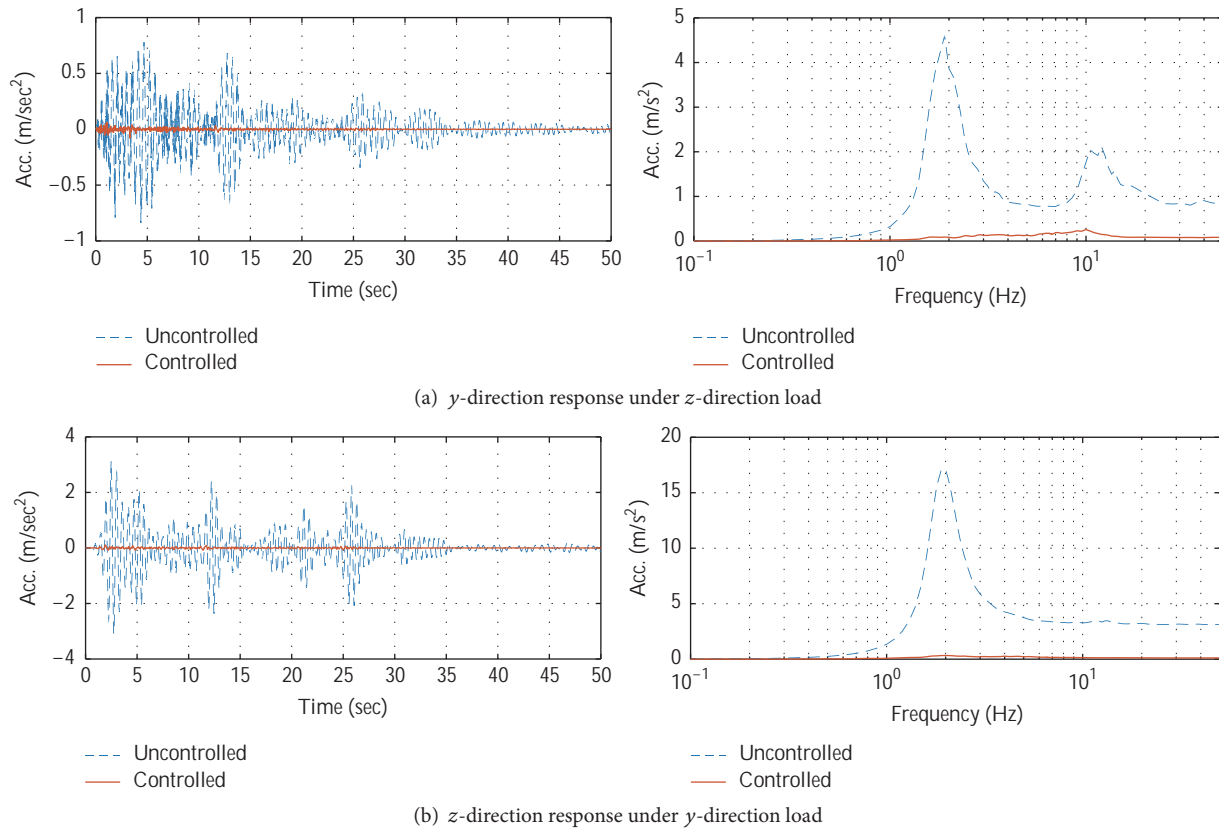 1
0.5
0
−0.5
−1
Acc. (m/sec²)
0 5 10 15 20 25 30 35 40 45 50
Time (sec)
Uncontrolled
Controlled
5
4
3
2
1
0
Acc. (m/s²)
10⁻¹ 10⁰ 10¹
Frequency (Hz)
Uncontrolled
Controlled
(a) y-direction response under z-direction load
4
2
0
−2
−4
Acc. (m/sec²)
0 5 10 15 20 25 30 35 40 45 50
Time (sec)
Uncontrolled
Controlled
20
15
10
5
0
Acc. (m/s²)
10⁻¹ 10⁰ 10¹
Frequency (Hz)
Uncontrolled
Controlled
(b) z-direction response under y-direction load